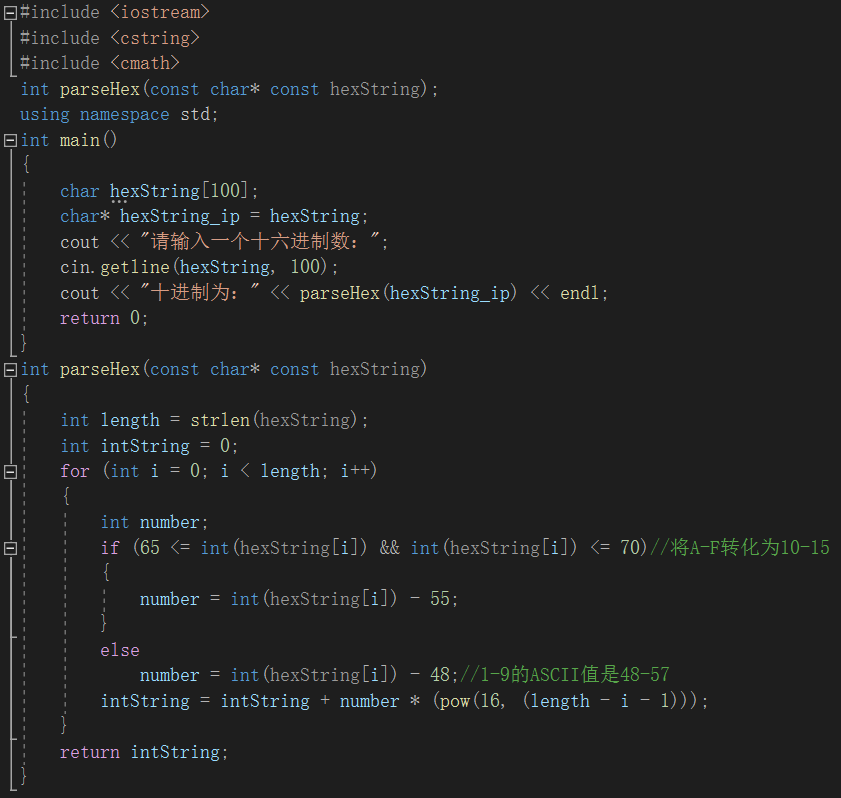 #include <iostream>
#include <cstring>
#include <cmath>
int parseHex(const char* const hexString);
using namespace std;
int main()
{
    char hexString[100];
    char* hexString_ip = hexString;
    cout << "请输入一个十六进制数：";
    cin.getline(hexString, 100);
    cout << "十进制为：" << parseHex(hexString_ip) << endl;
    return 0;
}
int parseHex(const char* const hexString)
{
    int length = strlen(hexString);
    int intString = 0;
    for (int i = 0; i < length; i++)
    {
        int number;
        if (65 <= int(hexString[i]) && int(hexString[i]) <= 70)//将A-F转化为10-15
        {
            number = int(hexString[i]) - 55;
        }
        else
            number = int(hexString[i]) - 48;//1-9的ASCII值是48-57
        intString = intString + number * (pow(16, (length - i - 1)));
    }
    return intString;
}